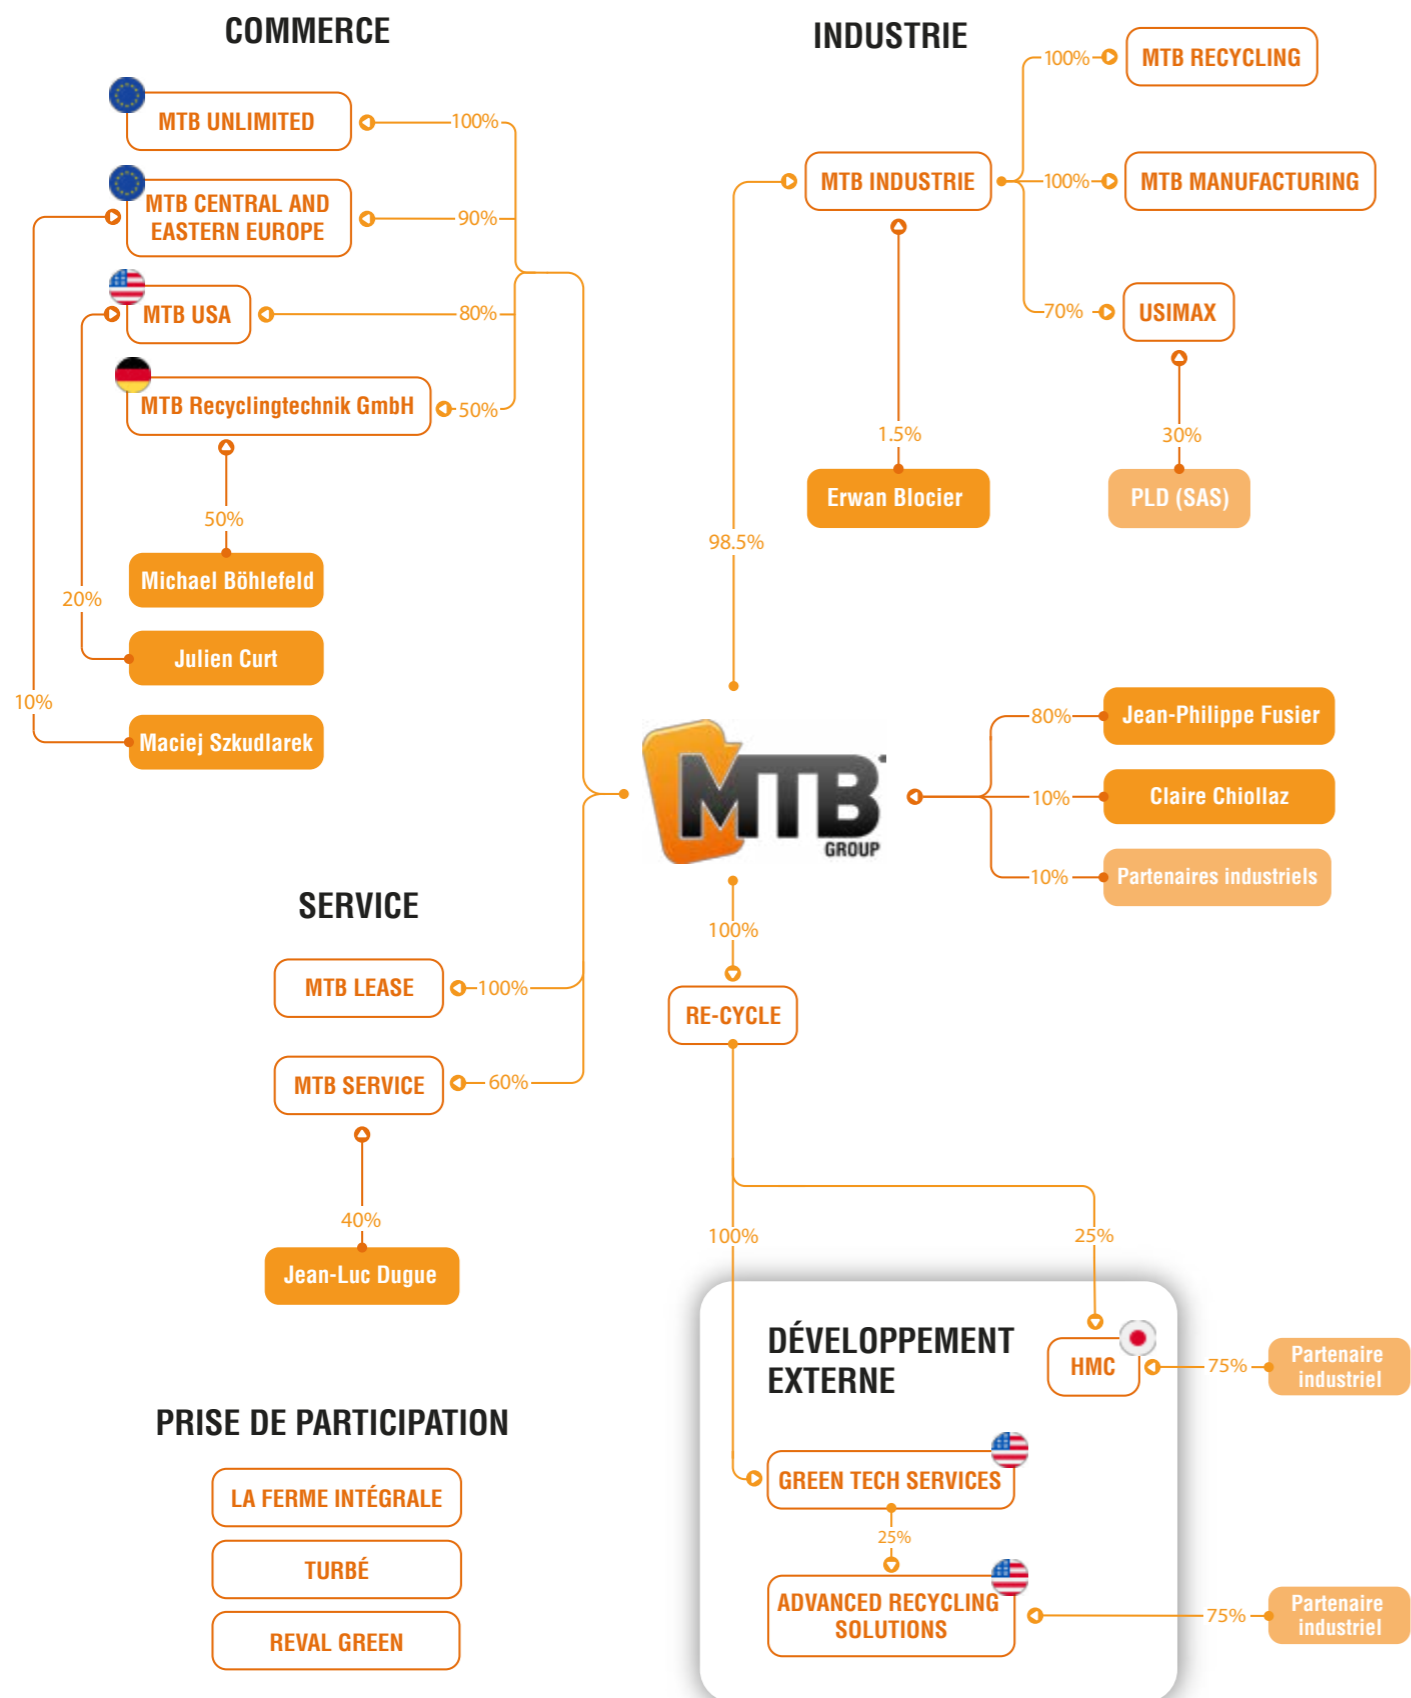 COMMERCE
MTB UNLIMITED
100%
MTB CENTRAL AND
EASTERN EUROPE
90%
MTB USA
80%
MTB Recyclingtechnik GmbH
50%
50%
Michael Böhlefeld
20%
Julien Curt
10%
Maciej Szkudlarek
INDUSTRIE
100%
MTB RECYCLING
MTB INDUSTRIE
100%
MTB MANUFACTURING
70%
USIMAX
1.5%
30%
Erwan Blocier
PLD (SAS)
98.5%
MTB
GROUP
80%
Jean-Philippe Fusier
10%
Claire Chiollaz
10%
Partenaires industriels
SERVICE
MTB LEASE
100%
MTB SERVICE
60%
40%
Jean-Luc Dugue
100%
RE-CYCLE
100%
25%
DÉVELOPPEMENT
EXTERNE
HMC
75%
Partenaire
industriel
GREEN TECH SERVICES
25%
ADVANCED RECYCLING
SOLUTIONS
75%
Partenaire
industriel
PRISE DE PARTICIPATION
LA FERME INTÉGRALE
TURBÉ
REVAL GREEN